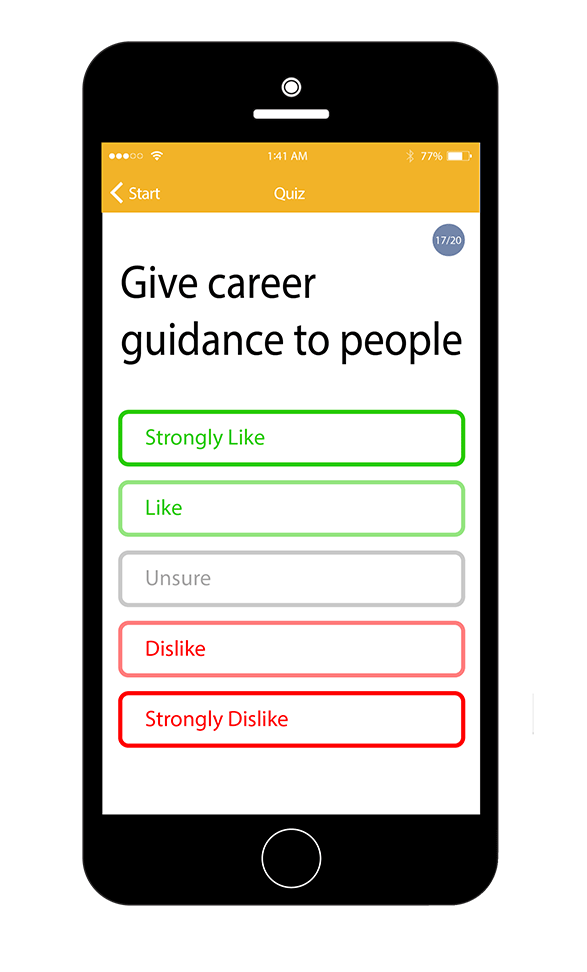 1:41 AM 77%
Start Quiz
17/20
Give career
guidance to people
Strongly Like
Like
Unsure
Dislike
Strongly Dislike